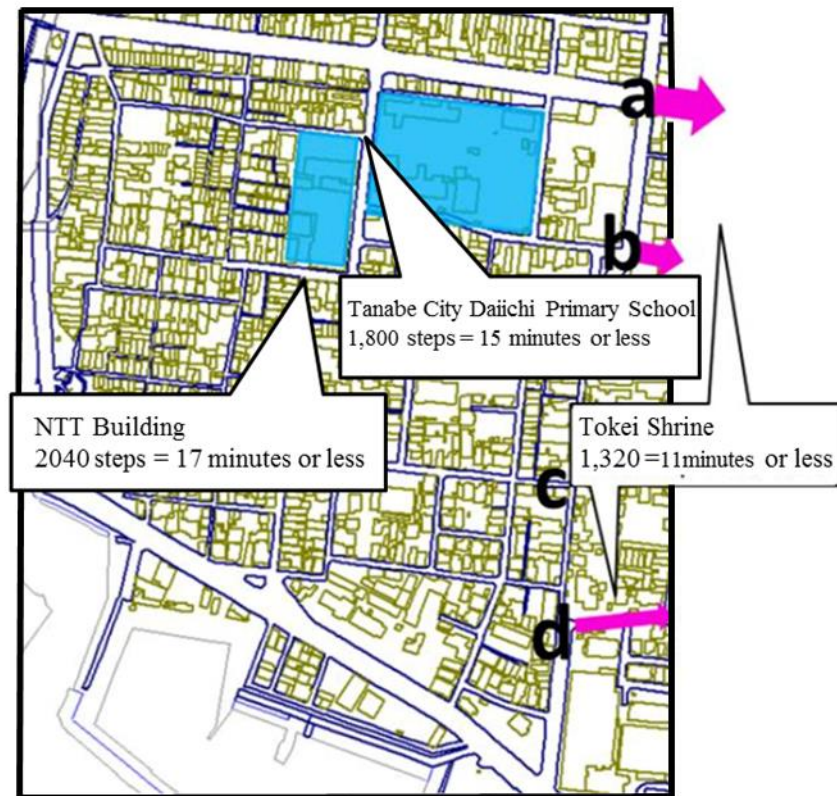 a
b
Tanabe City Daiichi Primary School
1,800 steps = 15 minutes or less
NTT Building
2040 steps = 17 minutes or less
Tokei Shrine
1,320 =11minutes or less
c
d